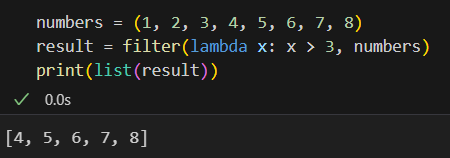 numbers = (1, 2, 3, 4, 5, 6, 7, 8)
result = filter(lambda x: x > 3, numbers)
print(list(result))
✓ 0.0s
[4, 5, 6, 7, 8]